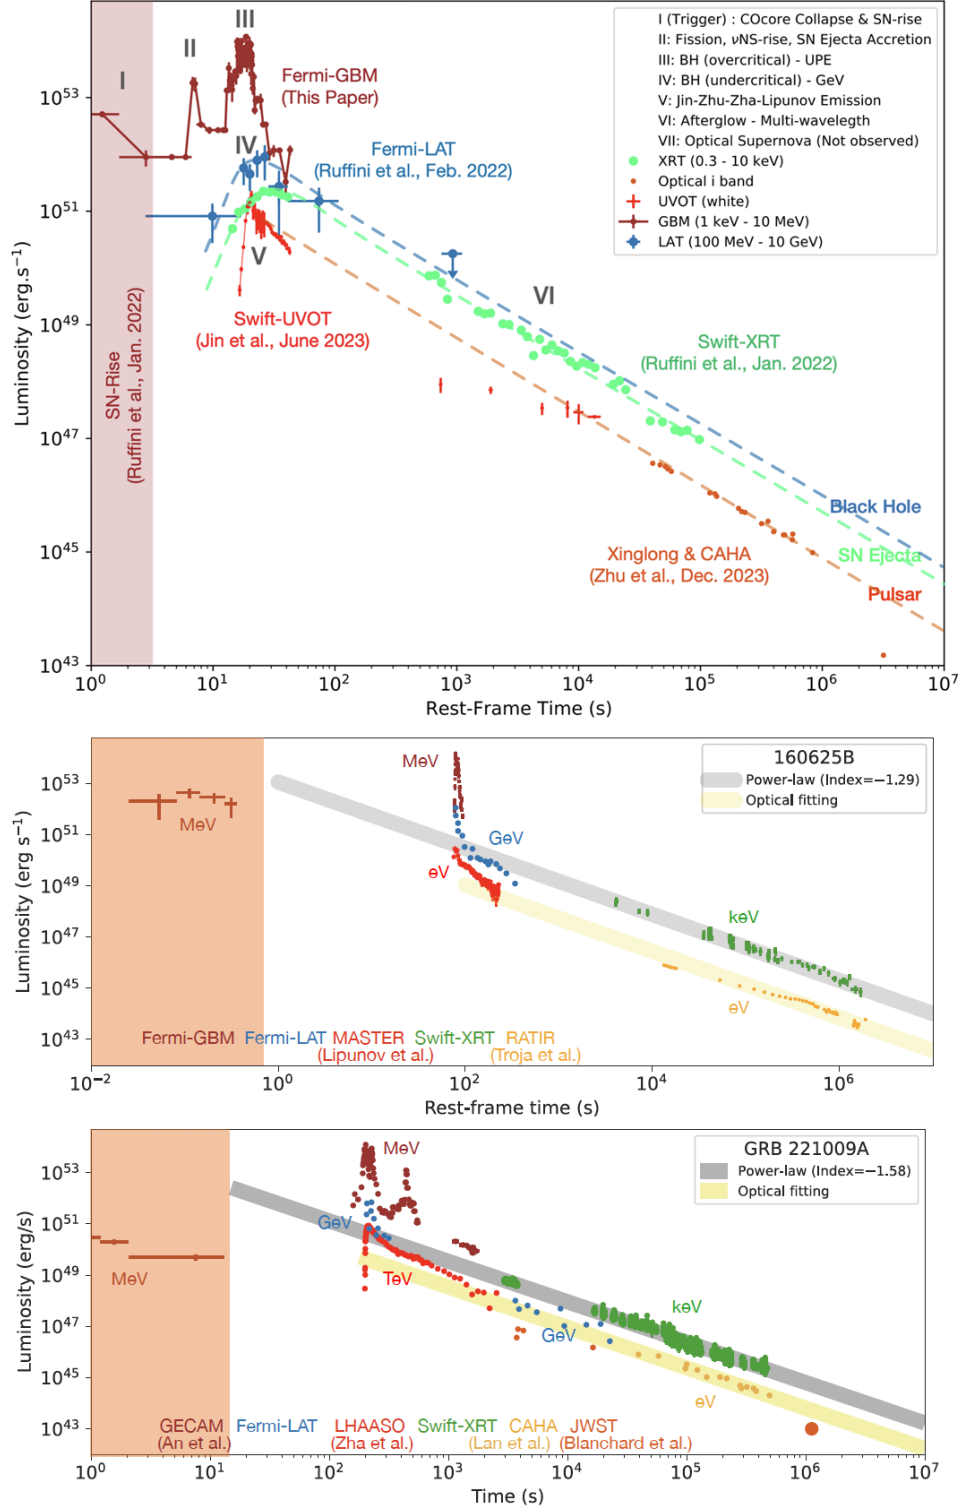 I (Trigger) : COcore Collapse & SN-rise
II: Fission, νNS-rise, SN Ejecta Accretion
III: BH (overcritical) - UPE
IV: BH (undercritical) - GeV
V: Jin-Zhu-Zha-Lipunov Emission
VI: Afterglow - Multi-wavelegth
VII: Optical Supernova (Not observed)
XRT (0.3 - 10 keV)
Optical i band
UVOT (white)
GBM (1 keV - 10 MeV)
LAT (100 MeV - 10 GeV)
I
II
III
IV
V
VI
Fermi-GBM
(This Paper)
Fermi-LAT
(Ruffini et al., Feb. 2022)
Swift-UVOT
(Jin et al., June 2023)
Swift-XRT
(Ruffini et al., Jan. 2022)
Xinglong & CAHA
(Zhu et al., Dec. 2023)
SN-Rise
(Ruffini et al., Jan. 2022)
Black Hole
SN Ejecta
Pulsar
Luminosity (erg.s⁻¹)
10⁵³
10⁵¹
10⁴⁹
10⁴⁷
10⁴⁵
10⁴³
10⁰ 10¹ 10² 10³ 10⁴ 10⁵ 10⁶ 10⁷
Rest-Frame Time (s)
160625B
Power-law (Index=−1.29)
Optical fitting
MeV
MeV
GeV
eV
keV
eV
Fermi-GBM Fermi-LAT MASTER Swift-XRT RATIR
(Lipunov et al.) (Troja et al.)
Luminosity (erg s⁻¹)
10⁵³
10⁵¹
10⁴⁹
10⁴⁷
10⁴⁵
10⁴³
10⁻² 10⁰ 10² 10⁴ 10⁶
Rest-frame time (s)
GRB 221009A
Power-law (Index=−1.58)
Optical fitting
MeV
GeV
MeV
TeV
keV
GeV
eV
GECAM Fermi-LAT LHAASO Swift-XRT CAHA JWST
(An et al.) (Zha et al.) (Lan et al.) (Blanchard et al.)
Luminosity (erg/s)
10⁵³
10⁵¹
10⁴⁹
10⁴⁷
10⁴⁵
10⁴³
10⁰ 10¹ 10² 10³ 10⁴ 10⁵ 10⁶ 10⁷
Time (s)